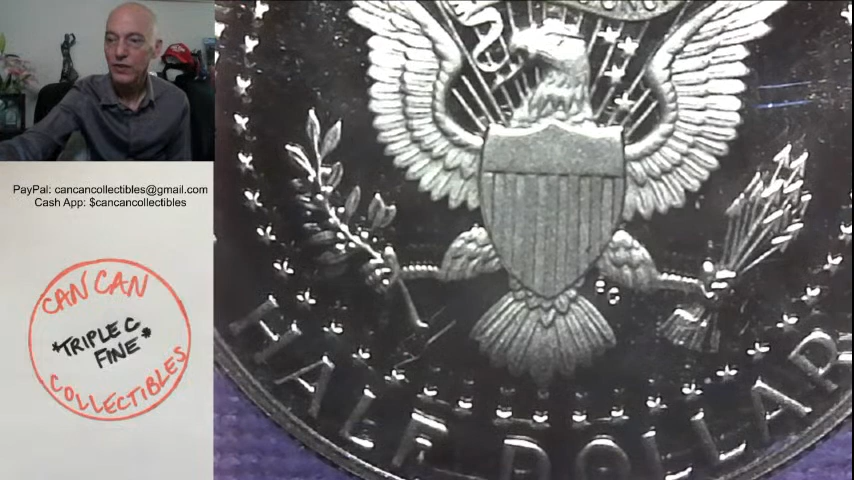 PayPal: cancancollectibles@gmail.com
Cash App: $cancancollectibles
CAN CAN
*TRIPLE C
FINE*
COLLECTIBLES
HALF DOLLAR